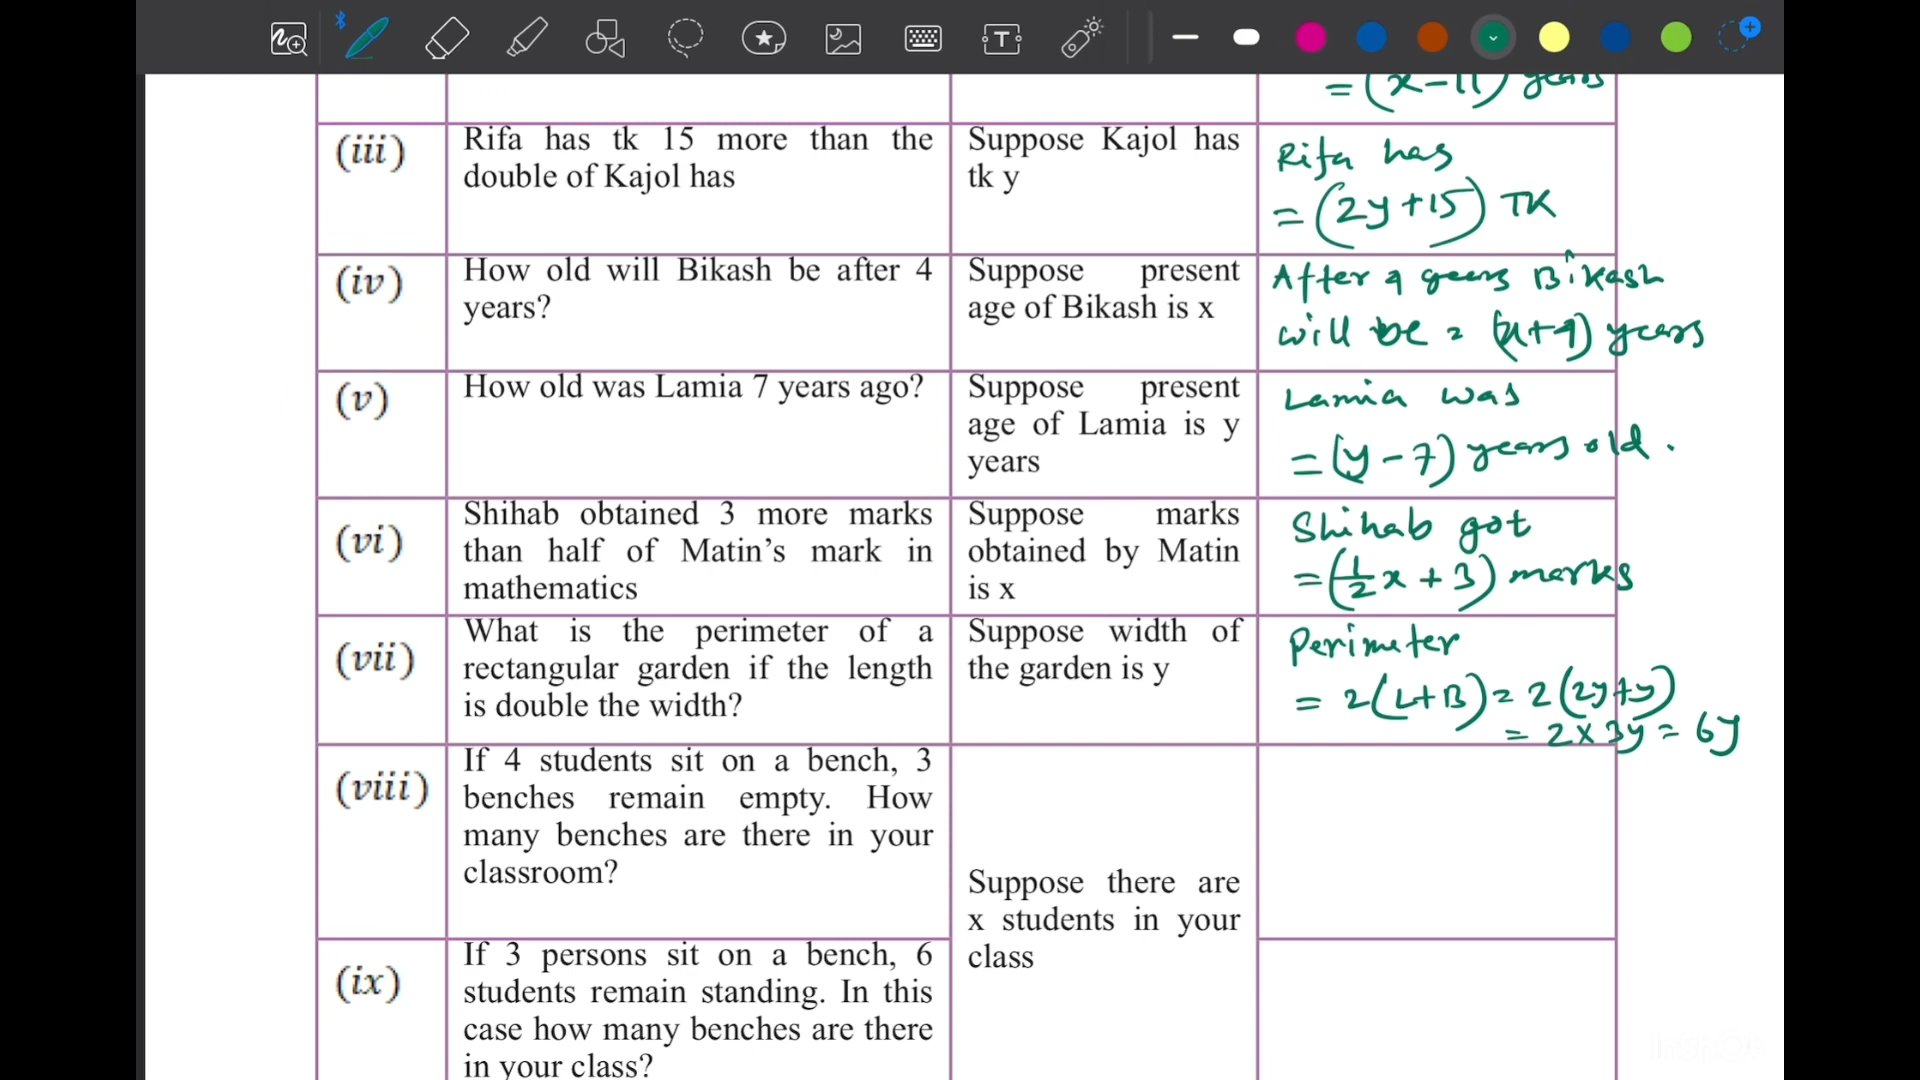 = (x-11) years
(iii)
Rifa has tk 15 more than the
double of Kajol has
Suppose Kajol has
tk y
Rifa has
= (2y+15) TK
(iv)
How old will Bikash be after 4
years?
Suppose present
age of Bikash is x
After 4 years Bikash
will be = (x+4) years
(v)
How old was Lamia 7 years ago?
Suppose present
age of Lamia is y
years
Lamia was
= (y-7) years old.
(vi)
Shihab obtained 3 more marks
than half of Matin's mark in
mathematics
Suppose marks
obtained by Matin
is x
Shihab got
= (1/2 x + 3) marks
(vii)
What is the perimeter of a
rectangular garden if the length
is double the width?
Suppose width of
the garden is y
Perimeter
= 2(L+B) = 2(2y+y)
= 2×3y = 6y
(viii)
If 4 students sit on a bench, 3
benches remain empty. How
many benches are there in your
classroom?
Suppose there are
x students in your
class
(ix)
If 3 persons sit on a bench, 6
students remain standing. In this
case how many benches are there
in your class?